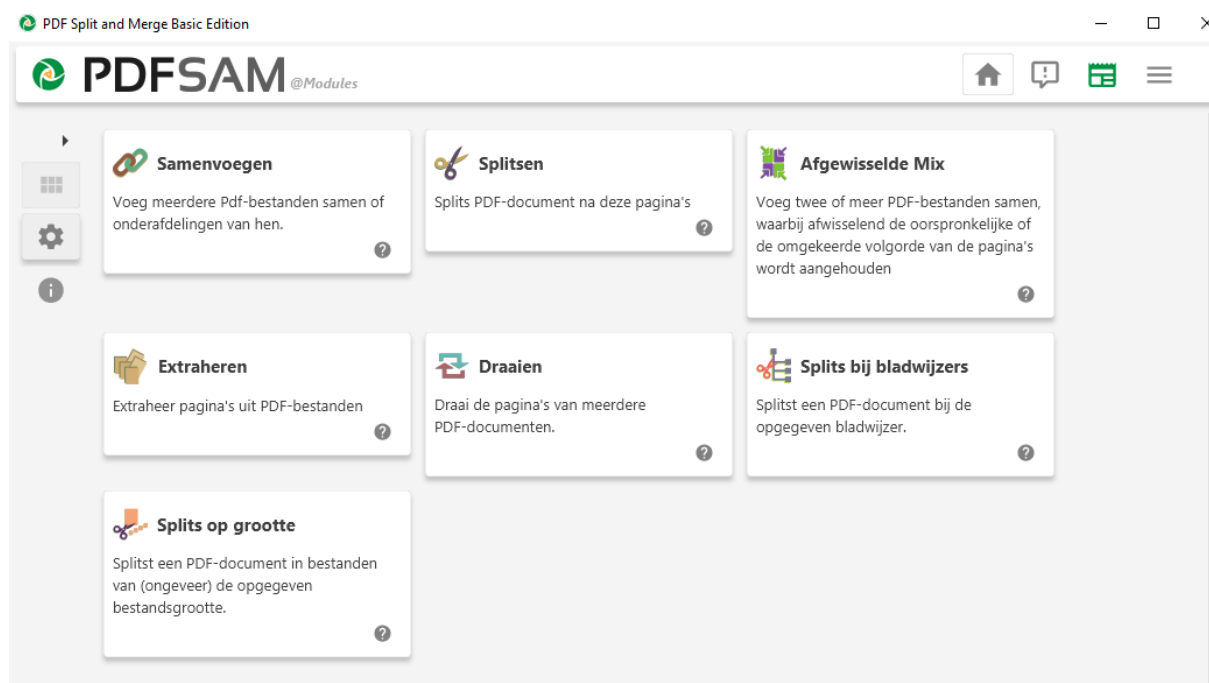 PDF Split and Merge Basic Edition
PDFSAM @Modules
Samenvoegen
Voeg meerdere Pdf-bestanden samen of
onderafdelingen van hen.
Splitsen
Splits PDF-document na deze pagina's
Afgewisselde Mix
Voeg twee of meer PDF-bestanden samen,
waarbij afwisselend de oorspronkelijke of
de omgekeerde volgorde van de pagina's
wordt aangehouden
Extraheren
Extraheer pagina's uit PDF-bestanden
Draaien
Draai de pagina's van meerdere
PDF-documenten.
Splits bij bladwijzers
Splitst een PDF-document bij de
opgegeven bladwijzer.
Splits op grootte
Splitst een PDF-document in bestanden
van (ongeveer) de opgegeven
bestandsgrootte.